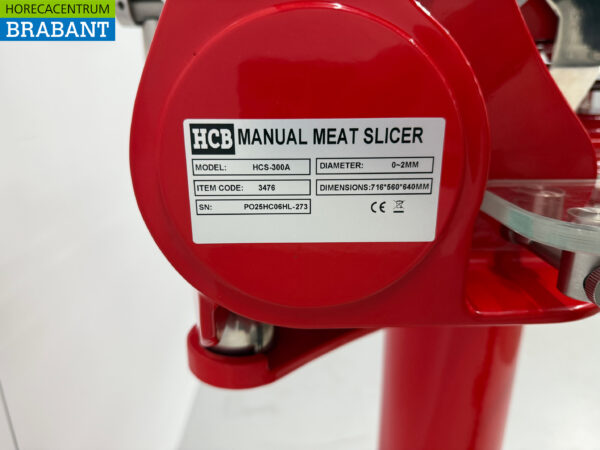 HORECACENTRUM
BRABANT
HCB MANUAL MEAT SLICER
MODEL: HCS-300A DIAMETER: 0~2MM
ITEM CODE: 3476 DIMENSIONS:716*560*640MM
SN: PO25HC06HL-273 CE